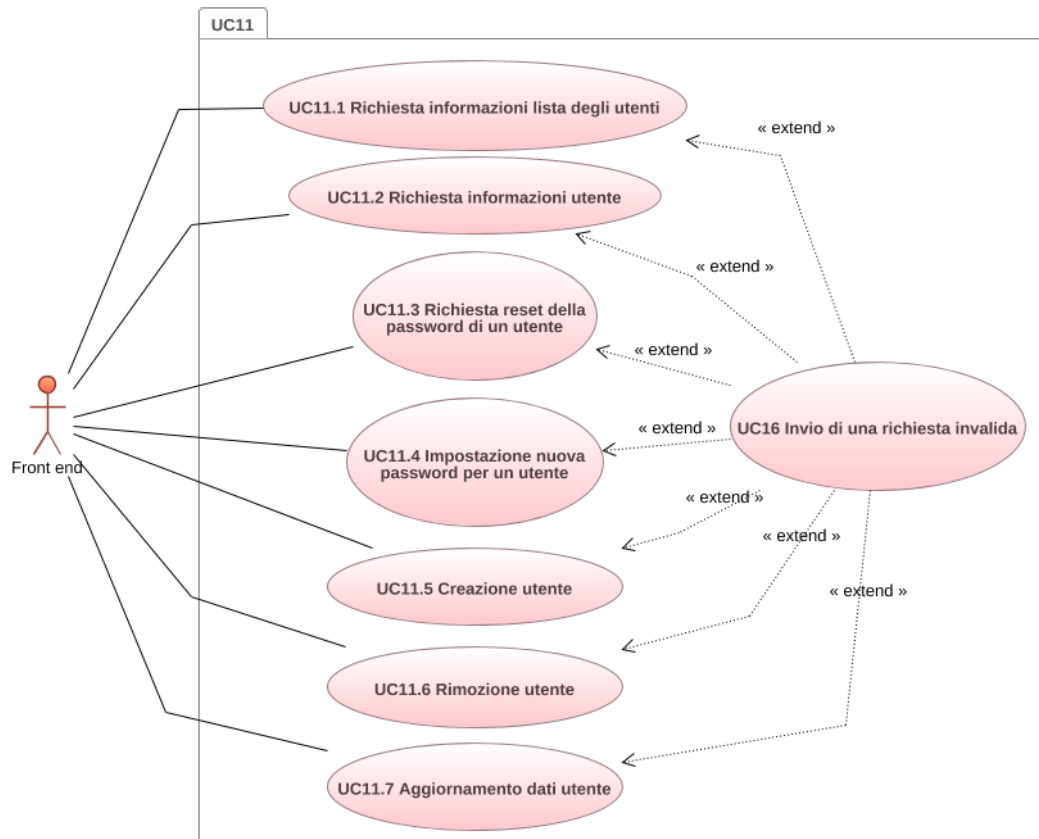 UC11
UC11.1 Richiesta informazioni lista degli utenti
« extend »
UC11.2 Richiesta informazioni utente
« extend »
UC11.3 Richiesta reset della
password di un utente
« extend »
UC11.4 Impostazione nuova
password per un utente
« extend »
UC16 Invio di una richiesta invalida
Front end
« extend »
« extend »
UC11.5 Creazione utente
« extend »
UC11.6 Rimozione utente
UC11.7 Aggiornamento dati utente